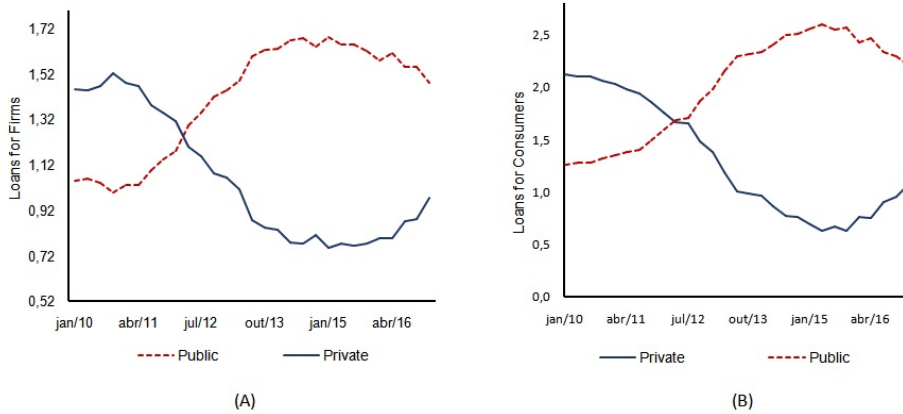 Loans for Firms
1,72
1,52
1,32
1,12
0,92
0,72
0,52
jan/10 abr/11 jul/12 out/13 jan/15 abr/16
Public Private
(A)
Loans for Consumers
2,5
2,0
1,5
1,0
0,5
0,0
jan/10 abr/11 jul/12 out/13 jan/15 abr/16
Private Public
(B)